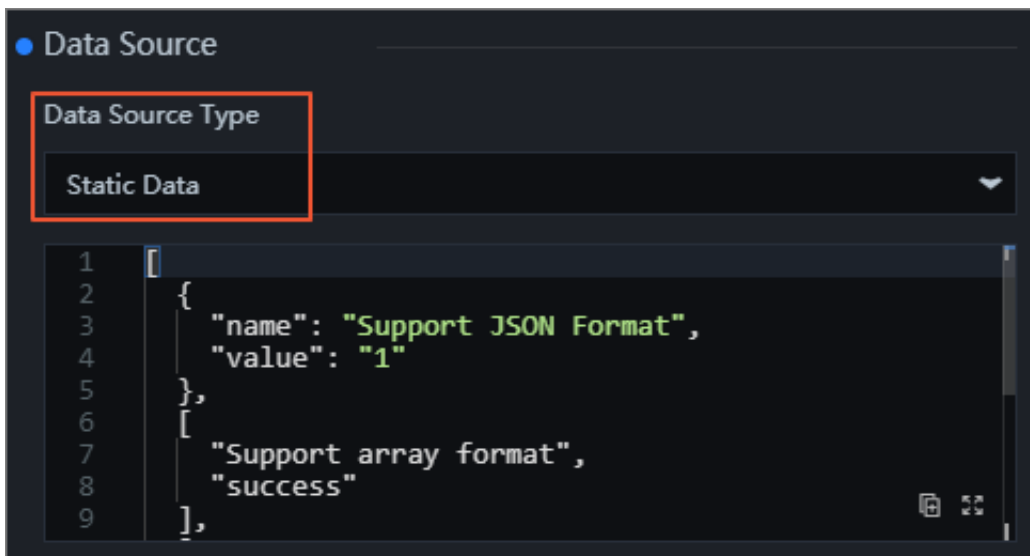 Data Source
Data Source Type
Static Data
1 [
2 {
3 "name": "Support JSON Format",
4 "value": "1"
5 },
6 [
7 "Support array format",
8 "success"
9 ],